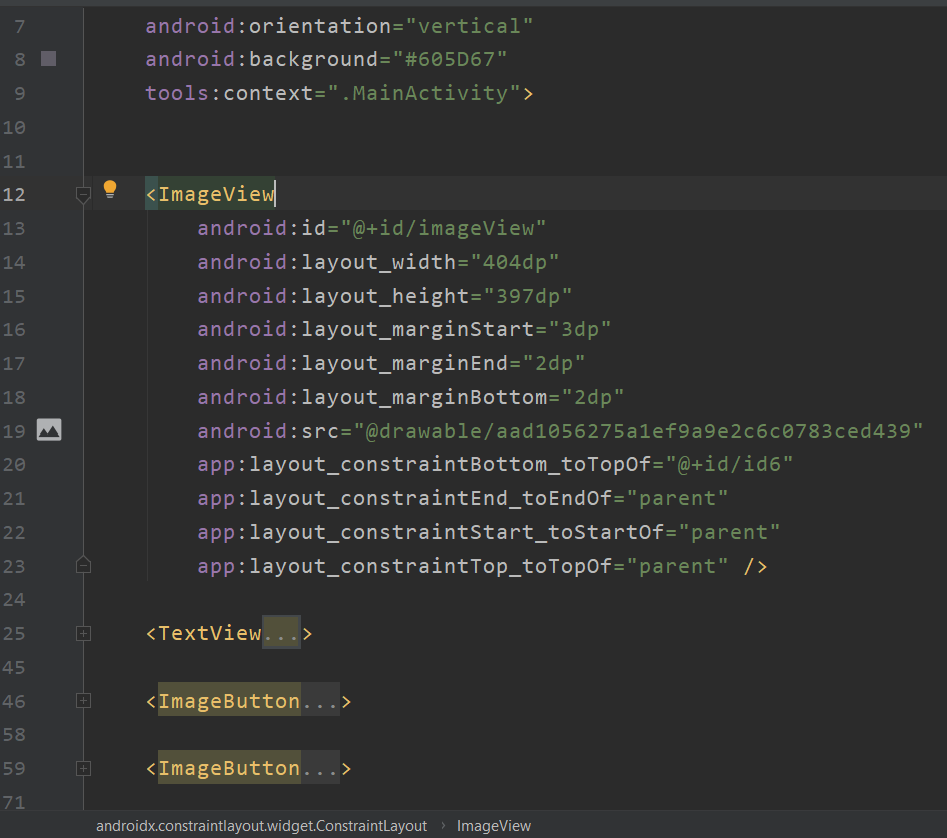 7 android:orientation="vertical"
8 android:background="#605D67"
9 tools:context=".MainActivity">
10
11
12 <ImageView
13 android:id="@+id/imageView"
14 android:layout_width="404dp"
15 android:layout_height="397dp"
16 android:layout_marginStart="3dp"
17 android:layout_marginEnd="2dp"
18 android:layout_marginBottom="2dp"
19 android:src="@drawable/aad1056275a1ef9a9e2c6c0783ced439"
20 app:layout_constraintBottom_toTopOf="@+id/id6"
21 app:layout_constraintEnd_toEndOf="parent"
22 app:layout_constraintStart_toStartOf="parent"
23 app:layout_constraintTop_toTopOf="parent" />
24
25 <TextView...>
45
46 <ImageButton...>
58
59 <ImageButton...>
71
androidx.constraintlayout.widget.ConstraintLayout › ImageView